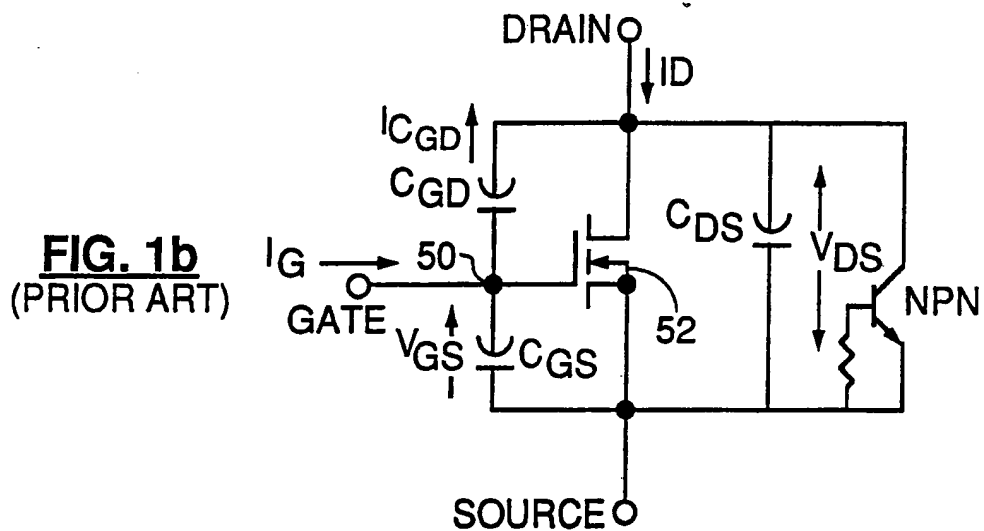 DRAIN
ID
ICGD
CGD
FIG. 1b
(PRIOR ART)
IG
50
GATE
VGS
CGS
52
CDS
VDS
NPN
SOURCE